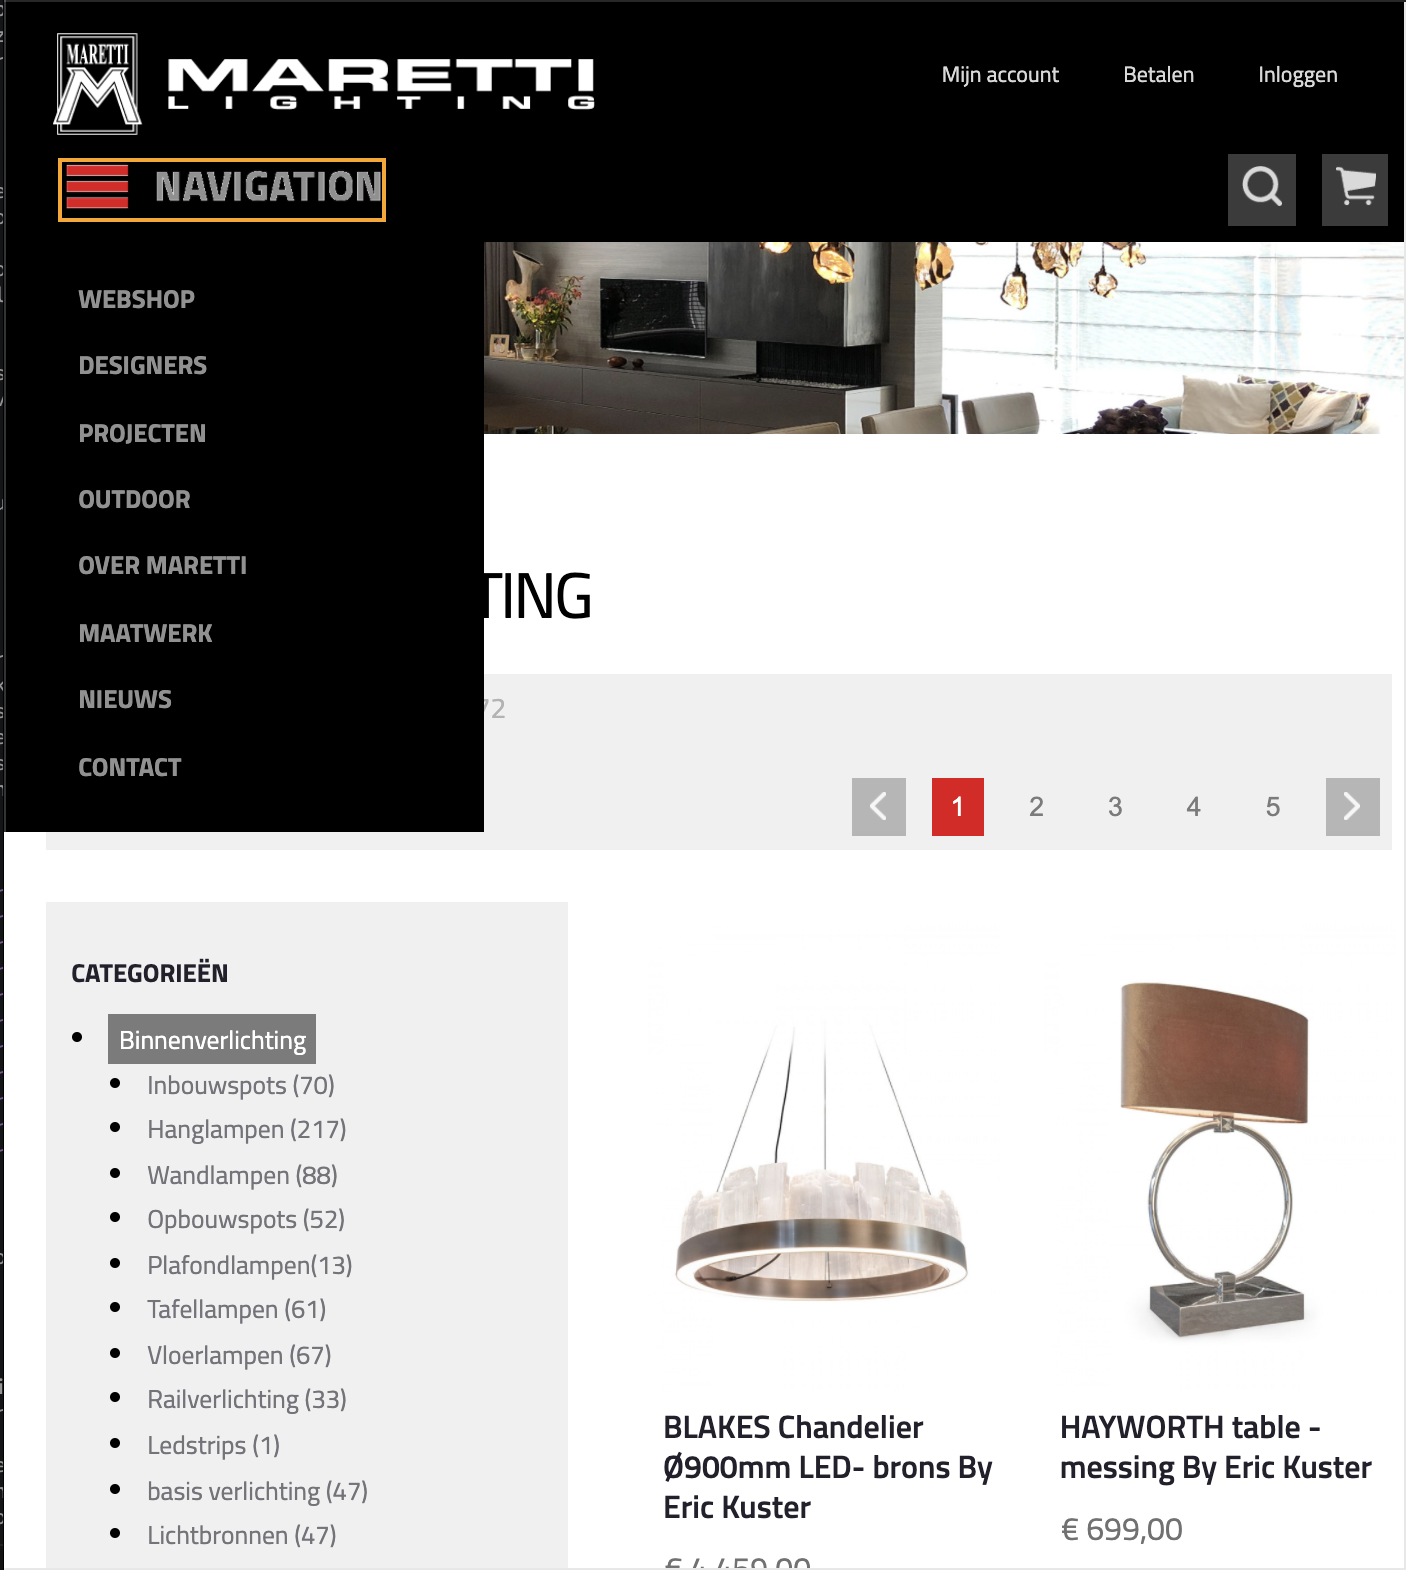 MARETTI
MARETTI
LIGHTING
Mijn account
Betalen
Inloggen
NAVIGATION
WEBSHOP
DESIGNERS
PROJECTEN
OUTDOOR
OVER MARETTI
MAATWERK
NIEUWS
CONTACT
TING
72
1
2
3
4
5
CATEGORIEËN
Binnenverlichting
Inbouwspots (70)
Hanglampen (217)
Wandlampen (88)
Opbouwspots (52)
Plafondlampen(13)
Tafellampen (61)
Vloerlampen (67)
Railverlichting (33)
Ledstrips (1)
basis verlichting (47)
Lichtbronnen (47)
BLAKES Chandelier
Ø900mm LED- brons By
Eric Kuster
€ 4.459,00
HAYWORTH table -
messing By Eric Kuster
€ 699,00